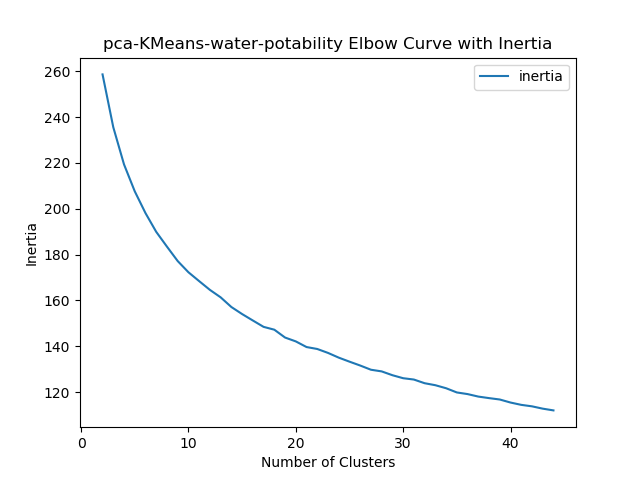 pca-KMeans-water-potability Elbow Curve with Inertia
inertia
260
240
220
200
180
160
140
120
Inertia
0 10 20 30 40
Number of Clusters